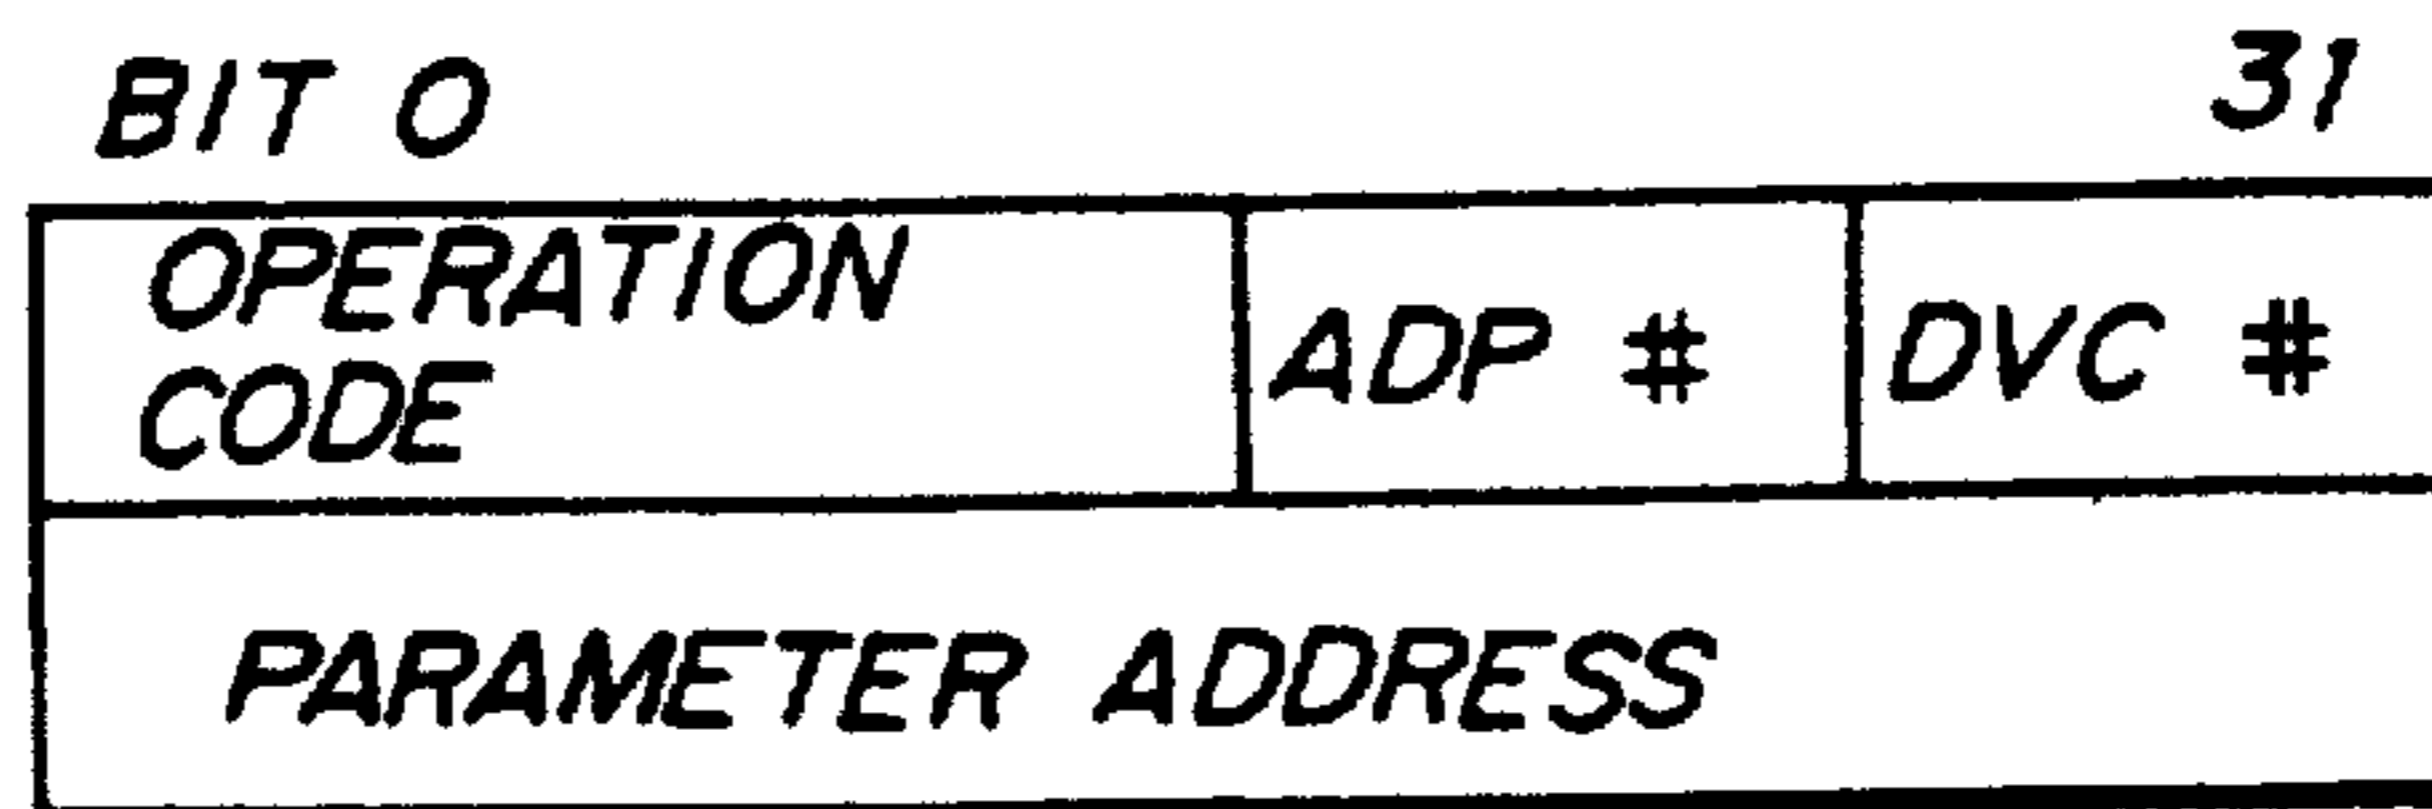 BIT 0 31
OPERATION
CODE
ADP # DVC #
PARAMETER ADDRESS